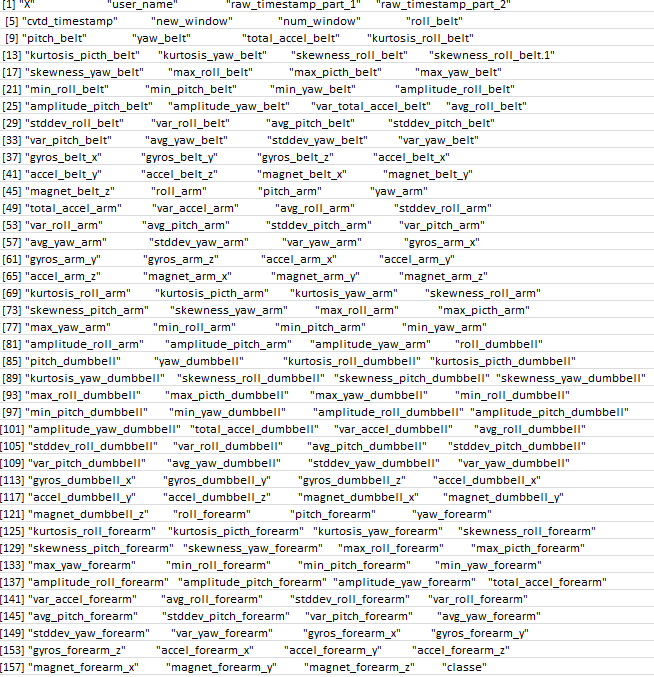 [1] "X" "user_name" "raw_timestamp_part_1" "raw_timestamp_part_2"
[5] "cvtd_timestamp" "new_window" "num_window" "roll_belt"
[9] "pitch_belt" "yaw_belt" "total_accel_belt" "kurtosis_roll_belt"
[13] "kurtosis_picth_belt" "kurtosis_yaw_belt" "skewness_roll_belt" "skewness_roll_belt.1"
[17] "skewness_yaw_belt" "max_roll_belt" "max_picth_belt" "max_yaw_belt"
[21] "min_roll_belt" "min_pitch_belt" "min_yaw_belt" "amplitude_roll_belt"
[25] "amplitude_pitch_belt" "amplitude_yaw_belt" "var_total_accel_belt" "avg_roll_belt"
[29] "stddev_roll_belt" "var_roll_belt" "avg_pitch_belt" "stddev_pitch_belt"
[33] "var_pitch_belt" "avg_yaw_belt" "stddev_yaw_belt" "var_yaw_belt"
[37] "gyros_belt_x" "gyros_belt_y" "gyros_belt_z" "accel_belt_x"
[41] "accel_belt_y" "accel_belt_z" "magnet_belt_x" "magnet_belt_y"
[45] "magnet_belt_z" "roll_arm" "pitch_arm" "yaw_arm"
[49] "total_accel_arm" "var_accel_arm" "avg_roll_arm" "stddev_roll_arm"
[53] "var_roll_arm" "avg_pitch_arm" "stddev_pitch_arm" "var_pitch_arm"
[57] "avg_yaw_arm" "stddev_yaw_arm" "var_yaw_arm" "gyros_arm_x"
[61] "gyros_arm_y" "gyros_arm_z" "accel_arm_x" "accel_arm_y"
[65] "accel_arm_z" "magnet_arm_x" "magnet_arm_y" "magnet_arm_z"
[69] "kurtosis_roll_arm" "kurtosis_picth_arm" "kurtosis_yaw_arm" "skewness_roll_arm"
[73] "skewness_pitch_arm" "skewness_yaw_arm" "max_roll_arm" "max_picth_arm"
[77] "max_yaw_arm" "min_roll_arm" "min_pitch_arm" "min_yaw_arm"
[81] "amplitude_roll_arm" "amplitude_pitch_arm" "amplitude_yaw_arm" "roll_dumbbell"
[85] "pitch_dumbbell" "yaw_dumbbell" "kurtosis_roll_dumbbell" "kurtosis_picth_dumbbell"
[89] "kurtosis_yaw_dumbbell" "skewness_roll_dumbbell" "skewness_pitch_dumbbell" "skewness_yaw_dumbbell"
[93] "max_roll_dumbbell" "max_picth_dumbbell" "max_yaw_dumbbell" "min_roll_dumbbell"
[97] "min_pitch_dumbbell" "min_yaw_dumbbell" "amplitude_roll_dumbbell" "amplitude_pitch_dumbbell"
[101] "amplitude_yaw_dumbbell" "total_accel_dumbbell" "var_accel_dumbbell" "avg_roll_dumbbell"
[105] "stddev_roll_dumbbell" "var_roll_dumbbell" "avg_pitch_dumbbell" "stddev_pitch_dumbbell"
[109] "var_pitch_dumbbell" "avg_yaw_dumbbell" "stddev_yaw_dumbbell" "var_yaw_dumbbell"
[113] "gyros_dumbbell_x" "gyros_dumbbell_y" "gyros_dumbbell_z" "accel_dumbbell_x"
[117] "accel_dumbbell_y" "accel_dumbbell_z" "magnet_dumbbell_x" "magnet_dumbbell_y"
[121] "magnet_dumbbell_z" "roll_forearm" "pitch_forearm" "yaw_forearm"
[125] "kurtosis_roll_forearm" "kurtosis_picth_forearm" "kurtosis_yaw_forearm" "skewness_roll_forearm"
[129] "skewness_pitch_forearm" "skewness_yaw_forearm" "max_roll_forearm" "max_picth_forearm"
[133] "max_yaw_forearm" "min_roll_forearm" "min_pitch_forearm" "min_yaw_forearm"
[137] "amplitude_roll_forearm" "amplitude_pitch_forearm" "amplitude_yaw_forearm" "total_accel_forearm"
[141] "var_accel_forearm" "avg_roll_forearm" "stddev_roll_forearm" "var_roll_forearm"
[145] "avg_pitch_forearm" "stddev_pitch_forearm" "var_pitch_forearm" "avg_yaw_forearm"
[149] "stddev_yaw_forearm" "var_yaw_forearm" "gyros_forearm_x" "gyros_forearm_y"
[153] "gyros_forearm_z" "accel_forearm_x" "accel_forearm_y" "accel_forearm_z"
[157] "magnet_forearm_x" "magnet_forearm_y" "magnet_forearm_z" "classe"